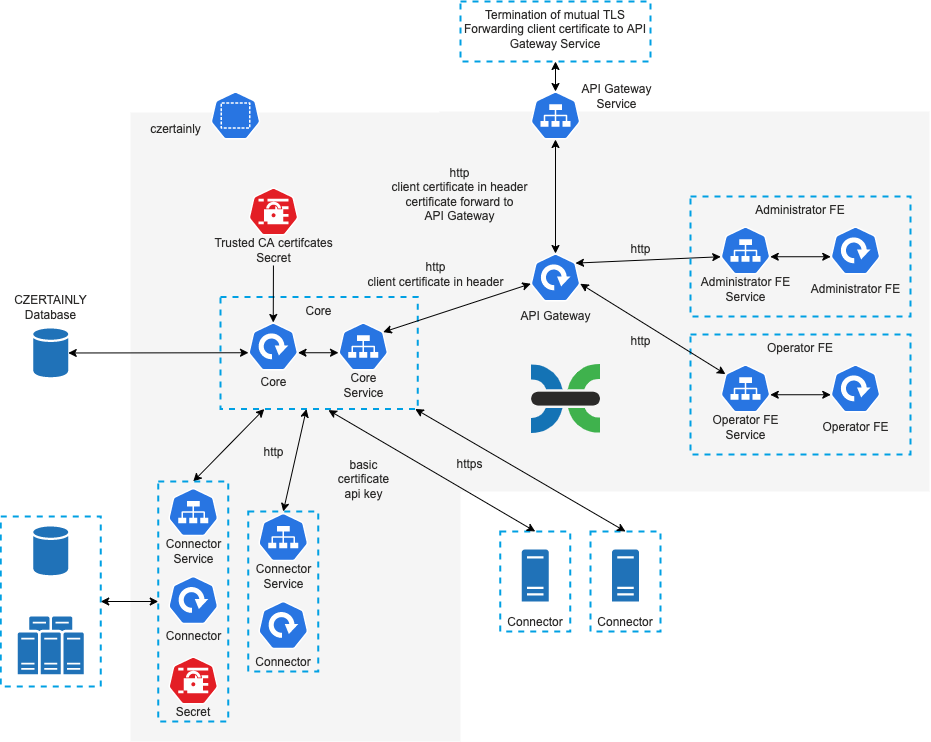 Termination of mutual TLS
Forwarding client certificate to API
Gateway Service
API Gateway
Service
czertainly
http
client certificate in header
certificate forward to
API Gateway
Administrator FE
Trusted CA certifcates
Secret
http
Administrator FE
Service
Administrator FE
http
client certificate in header
CZERTAINLY
Database
Core
API Gateway
http
Operator FE
Core
Core
Service
Operator FE
Service
Operator FE
http
basic
certificate
api key
https
Connector
Service
Connector
Service
Connector
Connector
Connector
Connector
Secret